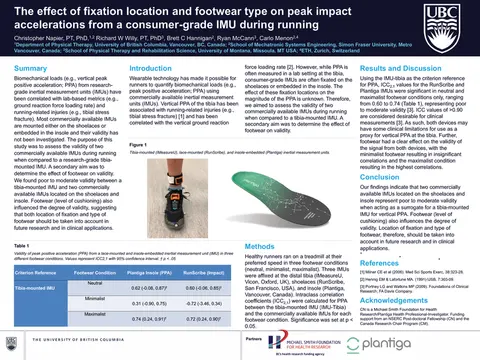 The effect of fixation location and footwear type on peak impact
accelerations from a consumer-grade IMU during running
UBC
Christopher Napier, PT, PhD,1,2 Richard W Willy, PT, PhD,3 Brett C Hannigan2, Ryan McCann2, Carlo Menon2,4
1Department of Physical Therapy, University of British Columbia, Vancouver, BC, Canada; 2School of Mechatronic Systems Engineering, Simon Fraser University, Metro
Vancouver, Canada; 3School of Physical Therapy and Rehabilitation Science, University of Montana, Missoula, MT USA; 4ETH, Zurich, Switzerland
Summary
Biomechanical loads (e.g., vertical peak
positive acceleration; PPA) from research-
grade inertial measurement units (IMUs) have
been correlated with lab-based metrics (e.g.,
ground reaction force loading rate) and
running-related injuries (e.g., tibial stress
fracture). Most commercially available IMUs
are mounted either on the shoelaces or
embedded in the insole and their validity has
not been investigated. The purpose of this
study was to assess the validity of two
commercially available IMUs during running
when compared to a research-grade tibia-
mounted IMU. A secondary aim was to
determine the effect of footwear on validity.
We found poor to moderate validity between a
tibia-mounted IMU and two commercially
available IMUs located on the shoelaces and
insole. Footwear (level of cushioning) also
influenced the degree of validity, suggesting
that both location of fixation and type of
footwear should be taken into account in
future research and in clinical applications.
Introduction
Wearable technology has made it possible for
runners to quantify biomechanical loads (e.g.,
peak positive acceleration; PPA) using
commercially available inertial measurement
units (IMUs). Vertical PPA of the tibia has been
associated with running-related injuries (e.g.,
tibial stress fracture) [1] and has been
correlated with the vertical ground reaction
force loading rate [2]. However, while PPA is
often measured in a lab setting at the tibia,
consumer-grade IMUs are often fixated on the
shoelaces or embedded in the insole. The
effect of these fixation locations on the
magnitude of the PPA is unknown. Therefore,
we aimed to assess the validity of two
commercially available IMUs during running
when compared to a tibia-mounted IMU. A
secondary aim was to determine the effect of
footwear on validity.
Figure 1
Tibia-mounted (IMeasureU), lace-mounted (RunScribe), and insole-embedded (Plantiga) inertial measurement units
Table 1
Validity of peak positive acceleration (PPA) from a lace-mounted and insole-embedded inertial measurement unit (IMU) in three
different footwear conditions. Values represent ICC2,1 with 95% confidence interval; † p < .05
Criterion Reference Footwear Condition Plantiga Insole (PPA) RunScribe (Impact)
Tibia-mounted IMU
Neutral
0.62 (-0.06, 0.87)† 0.60 (-0.08, 0.85)†
Minimalist
0.31 (-0.90, 0.75) -0.72 (-3.46, 0.34)
Maximalist
0.74 (0.24, 0.91)† 0.72 (0.24, 0.90)†
Methods
Healthy runners ran on a treadmill at their
preferred speed in three footwear conditions
(neutral, minimalist, maximalist). Three IMUs
were affixed at the distal tibia (IMeasureU,
Vicon, Oxford, UK), shoelaces (RunScribe,
San Francisco, USA), and insole (Plantiga,
Vancouver, Canada). Intraclass correlation
coefficients (ICC2,1) were calculated for PPA
between the tibia-mounted IMU (IMU-Tibia)
and the commercially available IMUs for each
footwear condition. Significance was set at p <
0.05.
Results and Discussion
Using the IMU-tibia as the criterion reference
for PPA, ICC2,1 values for the RunScribe and
Plantiga IMUs were significant in neutral and
maximalist footwear conditions only, ranging
from 0.60 to 0.74 (Table 1), representing poor
to moderate validity [3]. ICC values of >0.90
are considered desirable for clinical
measurements [3]. As such, both devices may
have some clinical limitations for use as a
proxy for vertical PPA at the tibia. Further,
footwear had a clear effect on the validity of
the signal from both devices, with the
minimalist footwear resulting in insignificant
correlations and the maximalist condition
resulting in the highest correlations.
Conclusion
Our findings indicate that two commercially
available IMUs located on the shoelaces and
insole represent poor to moderate validity
when acting as a surrogate for a tibia-mounted
IMU for vertical PPA. Footwear (level of
cushioning) also influences the degree of
validity. Location of fixation and type of
footwear, therefore, should be taken into
account in future research and in clinical
applications.
References
[1] Milner CE et al (2006). Med Sci Sports Exerc, 38:323-28.
[2] Hennig EM & Lafortune MA. (1991) IJSB, 7:303-09.
[3] Portney LG and Watkins MP (2009). Foundations of Clinical
Research, FA Davis Company.
Acknowledgements
CN is a Michael Smith Foundation for Health
Research/Plantiga Health Professional Investigator. Funding
support from an NSERC Post-doctoral Fellowship (CN) and the
Canada Research Chair Program (CM).
THE UNIVERSITY OF BRITISH COLUMBIA
Partners
MICHAEL SMITH FOUNDATION
FOR HEALTH RESEARCH
BC's health research funding agency
plantiga